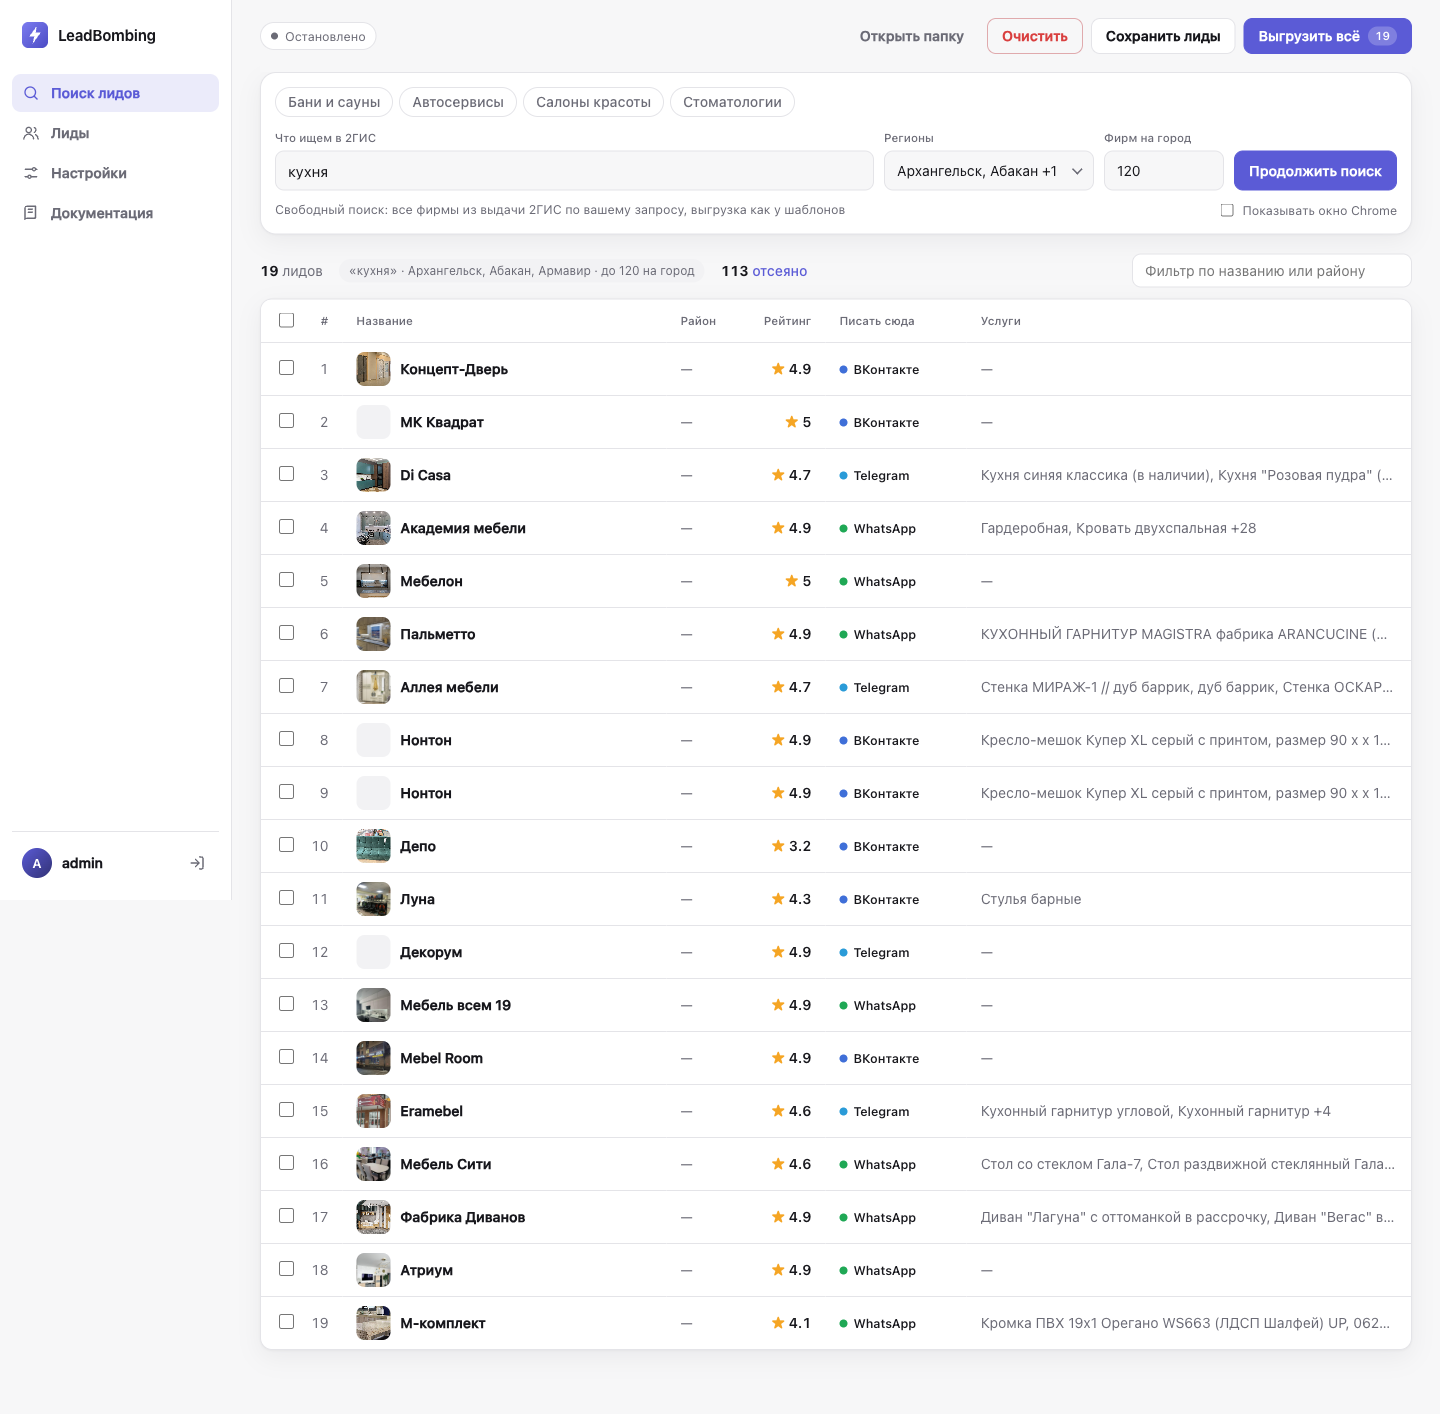 LeadBombing
Поиск лидов
Лиды
Настройки
Документация
A admin
Остановлено
Открыть папку
Очистить
Сохранить лиды
Выгрузить всё 19
Бани и сауны
Автосервисы
Салоны красоты
Стоматологии
Что ищем в 2ГИС
кухня
Регионы
Архангельск, Абакан +1
Фирм на город
120
Продолжить поиск
Свободный поиск: все фирмы из выдачи 2ГИС по вашему запросу, выгрузка как у шаблонов
Показывать окно Chrome
19 лидов «кухня» · Архангельск, Абакан, Армавир · до 120 на город 113 отсеяно
Фильтр по названию или району
# Название Район Рейтинг Писать сюда Услуги
1 Концепт-Дверь — 4.9 ВКонтакте —
2 МК Квадрат — 5 ВКонтакте —
3 Di Casa — 4.7 Telegram Кухня синяя классика (в наличии), Кухня "Розовая пудра" (...
4 Академия мебели — 4.9 WhatsApp Гардеробная, Кровать двухспальная +28
5 Мебелон — 5 WhatsApp —
6 Пальметто — 4.9 WhatsApp КУХОННЫЙ ГАРНИТУР MAGISTRA фабрика ARANCUCINE (...
7 Аллея мебели — 4.7 Telegram Стенка МИРАЖ-1 // дуб баррик, дуб баррик, Стенка ОСКАР...
8 Нонтон — 4.9 ВКонтакте Кресло-мешок Купер XL серый с принтом, размер 90 х х 1...
9 Нонтон — 4.9 ВКонтакте Кресло-мешок Купер XL серый с принтом, размер 90 х х 1...
10 Депо — 3.2 ВКонтакте —
11 Луна — 4.3 ВКонтакте Стулья барные
12 Декорум — 4.9 Telegram —
13 Мебель всем 19 — 4.9 WhatsApp —
14 Mebel Room — 4.9 ВКонтакте —
15 Eramebel — 4.6 Telegram Кухонный гарнитур угловой, Кухонный гарнитур +4
16 Мебель Сити — 4.6 WhatsApp Стол со стеклом Гала-7, Стол раздвижной стеклянный Гала...
17 Фабрика Диванов — 4.9 WhatsApp Диван "Лагуна" с оттоманкой в рассрочку, Диван "Вегас" в...
18 Атриум — 4.9 WhatsApp —
19 М-комплект — 4.1 WhatsApp Кромка ПВХ 19х1 Орегано WS663 (ЛДСП Шалфей) UP, 062...